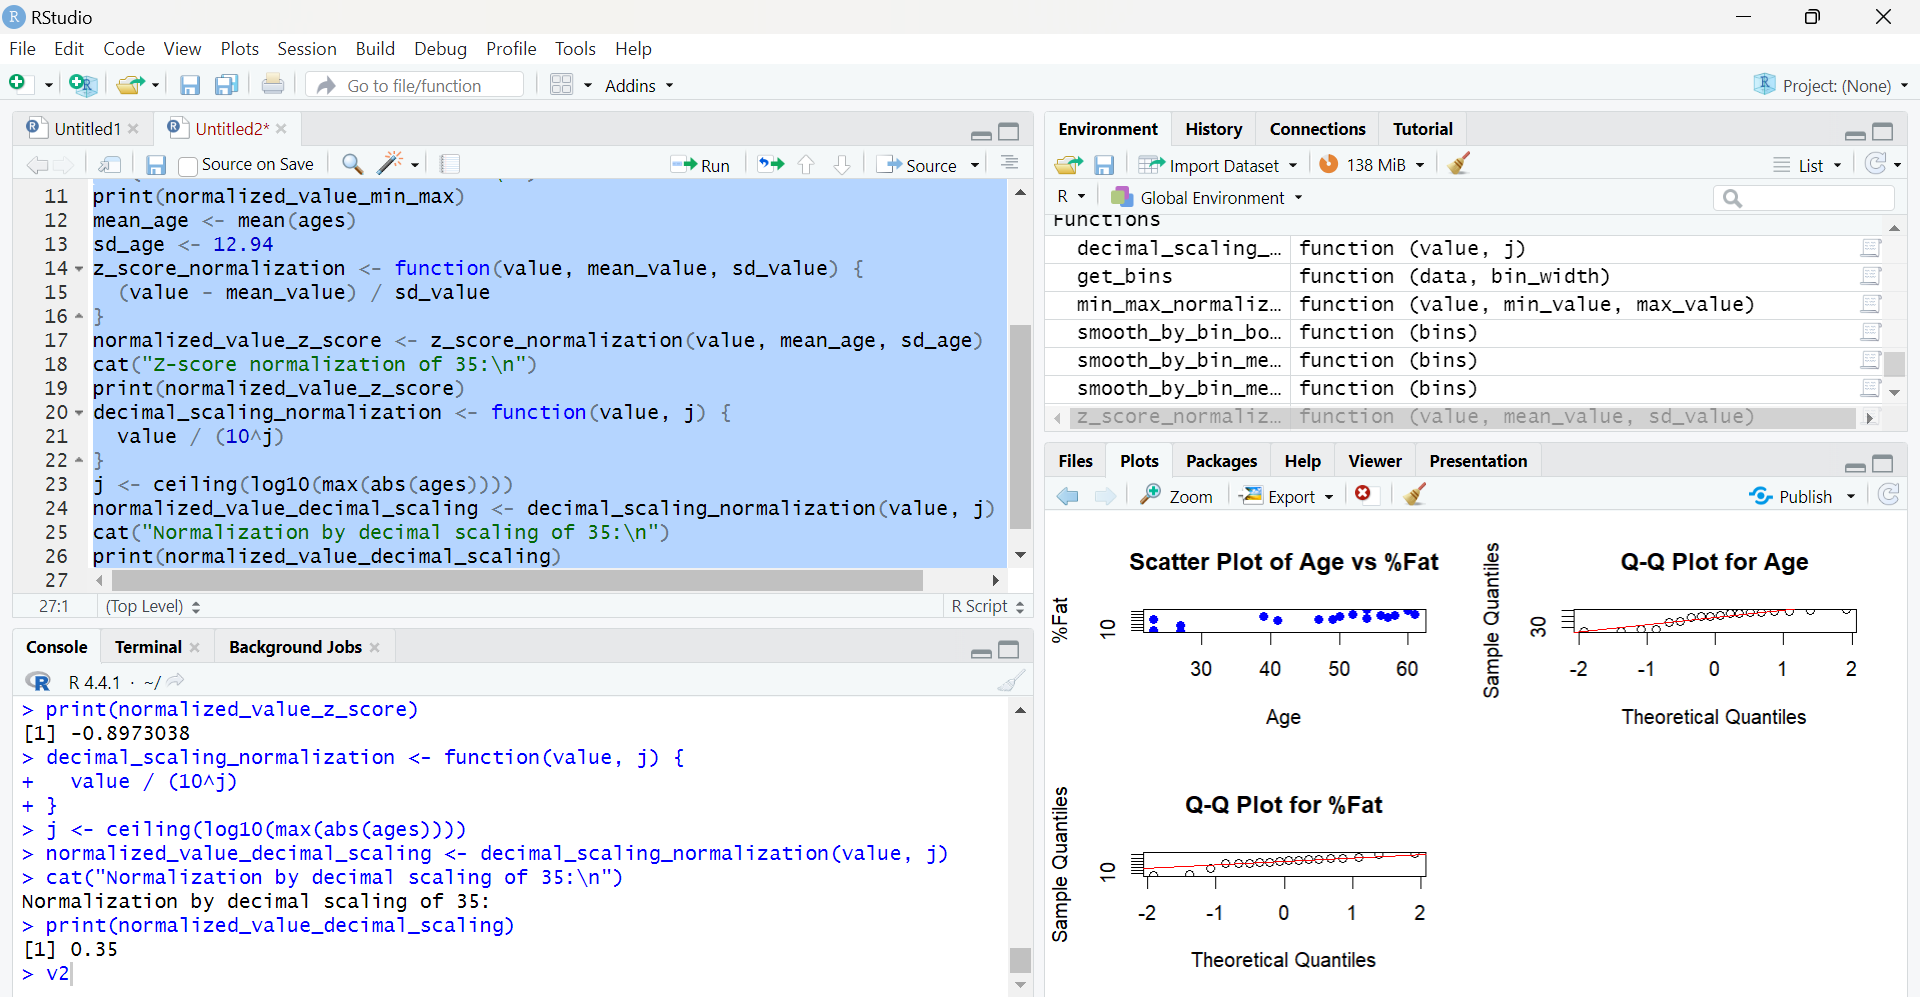 RStudio
File Edit Code View Plots Session Build Debug Profile Tools Help
Go to file/function Addins Project: (None)
Untitled1 Untitled2*
Source on Save Run Source
11 print(normalized_value_min_max)
12 mean_age <- mean(ages)
13 sd_age <- 12.94
14 z_score_normalization <- function(value, mean_value, sd_value) {
15 (value - mean_value) / sd_value
16 }
17 normalized_value_z_score <- z_score_normalization(value, mean_age, sd_age)
18 cat("Z-score normalization of 35:\n")
19 print(normalized_value_z_score)
20 decimal_scaling_normalization <- function(value, j) {
21 value / (10^j)
22 }
23 j <- ceiling(log10(max(abs(ages))))
24 normalized_value_decimal_scaling <- decimal_scaling_normalization(value, j)
25 cat("Normalization by decimal scaling of 35:\n")
26 print(normalized_value_decimal_scaling)
27
27:1 (Top Level) R Script
Console Terminal Background Jobs
R 4.4.1 · ~/
> print(normalized_value_z_score)
[1] -0.8973038
> decimal_scaling_normalization <- function(value, j) {
+ value / (10^j)
+ }
> j <- ceiling(log10(max(abs(ages))))
> normalized_value_decimal_scaling <- decimal_scaling_normalization(value, j)
> cat("Normalization by decimal scaling of 35:\n")
Normalization by decimal scaling of 35:
> print(normalized_value_decimal_scaling)
[1] 0.35
> v2
Environment History Connections Tutorial
Import Dataset 138 MiB List
R Global Environment
Functions
decimal_scaling_… function (value, j)
get_bins function (data, bin_width)
min_max_normaliz… function (value, min_value, max_value)
smooth_by_bin_bo… function (bins)
smooth_by_bin_me… function (bins)
smooth_by_bin_me… function (bins)
z_score_normaliz… function (value, mean_value, sd_value)
Files Plots Packages Help Viewer Presentation
Zoom Export Publish
Scatter Plot of Age vs %Fat
%Fat
10
30 40 50 60
Age
Q-Q Plot for Age
Sample Quantiles
30
-2 -1 0 1 2
Theoretical Quantiles
Q-Q Plot for %Fat
Sample Quantiles
10
-2 -1 0 1 2
Theoretical Quantiles